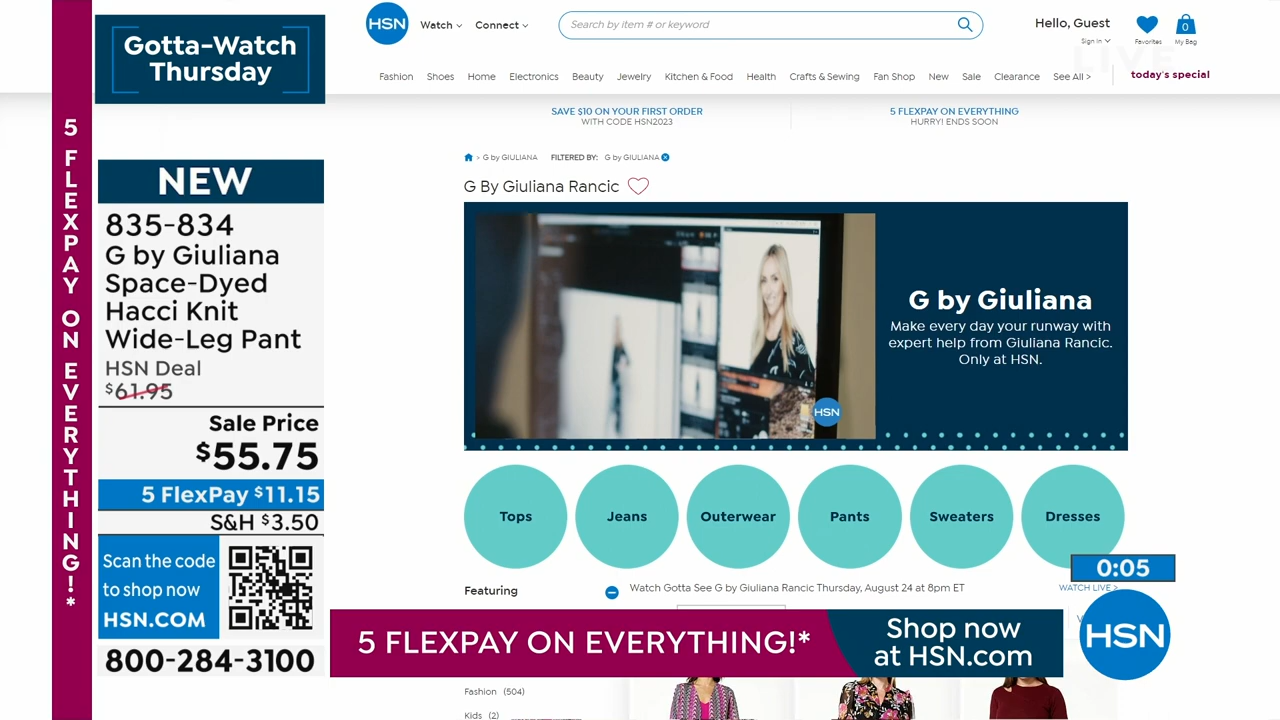 5 FLEXPAY ON EVERYTHING!*
Gotta-Watch
Thursday
NEW
835-834
G by Giuliana
Space-Dyed
Hacci Knit
Wide-Leg Pant
HSN Deal
$61.95
Sale Price
$55.75
5 FlexPay $11.15
S&H $3.50
Scan the code
to shop now
HSN.COM
800-284-3100
HSN
Watch
Connect
Search by item # or keyword
Hello, Guest
Sign In
Favorites
0
My Bag
LIVE
Fashion Shoes Home Electronics Beauty Jewelry Kitchen & Food Health Crafts & Sewing Fan Shop New Sale Clearance See All >
today's special
SAVE $10 ON YOUR FIRST ORDER
WITH CODE HSN2023
5 FLEXPAY ON EVERYTHING
HURRY! ENDS SOON
> G by GIULIANA FILTERED BY: G by GIULIANA
G By Giuliana Rancic
HSN
G by Giuliana
Make every day your runway with
expert help from Giuliana Rancic.
Only at HSN.
Tops
Jeans
Outerwear
Pants
Sweaters
Dresses
0:05
Featuring
Watch Gotta See G by Giuliana Rancic Thursday, August 24 at 8pm ET
WATCH LIVE >
5 FLEXPAY ON EVERYTHING!*
Shop now
at HSN.com
HSN
Fashion (504)
Kids (2)